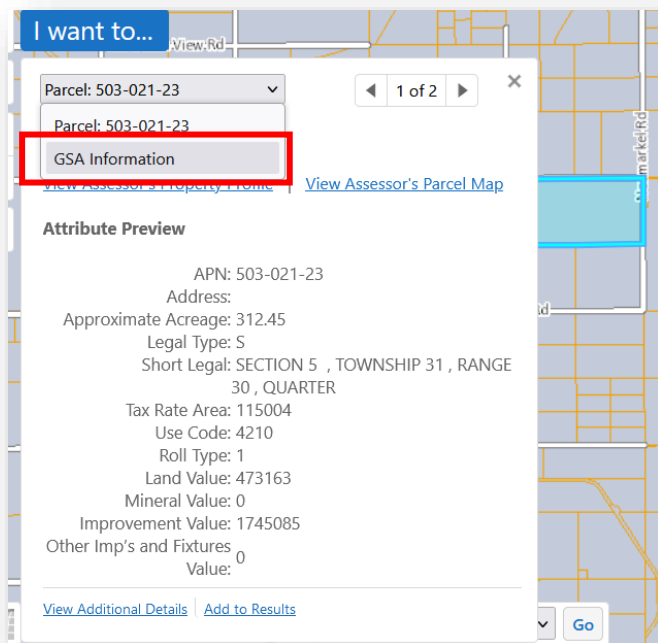 I want to...
View Rd
Parcel: 503-021-23
1 of 2
Parcel: 503-021-23
GSA Information
View Assessor's Property Profile | View Assessor's Parcel Map
Attribute Preview
APN: 503-021-23
Address:
Approximate Acreage: 312.45
Legal Type: S
Short Legal: SECTION 5 , TOWNSHIP 31 , RANGE
30 , QUARTER
Tax Rate Area: 115004
Use Code: 4210
Roll Type: 1
Land Value: 473163
Mineral Value: 0
Improvement Value: 1745085
Other Imp's and Fixtures
Value: 0
View Additional Details | Add to Results
Go